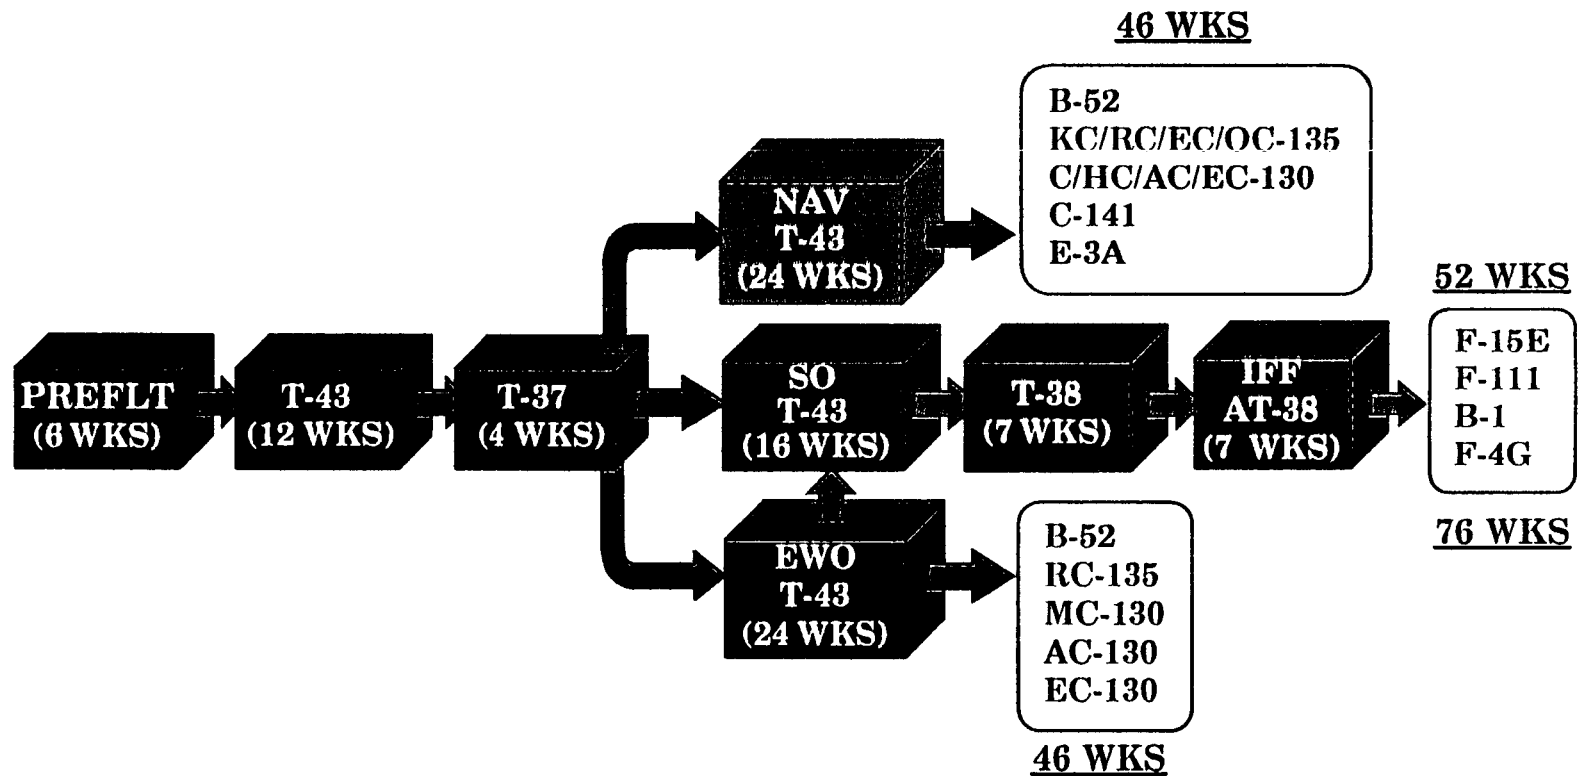 46 WKS
B-52
KC/RC/EC/OC-135
C/HC/AC/EC-130
C-141
E-3A
NAV
T-43
(24 WKS)
PREFLT
(6 WKS)
T-43
(12 WKS)
T-37
(4 WKS)
SO
T-43
(16 WKS)
T-38
(7 WKS)
IFF
AT-38
(7 WKS)
52 WKS
F-15E
F-111
B-1
F-4G
76 WKS
EWO
T-43
(24 WKS)
B-52
RC-135
MC-130
AC-130
EC-130
46 WKS